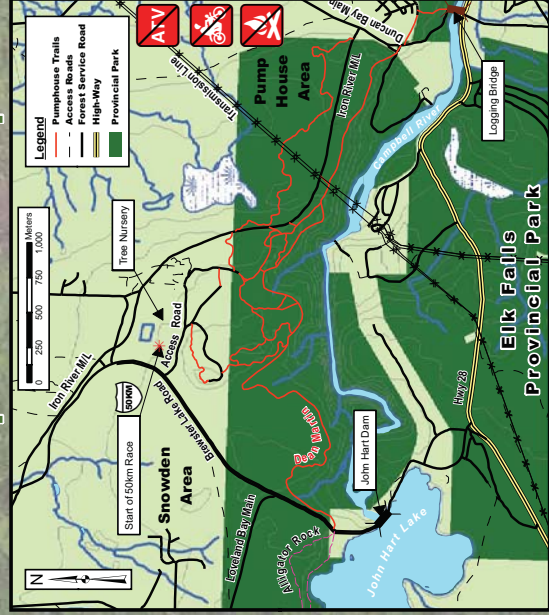 Legend
Pumphouse Trails
Access Roads
Forest Service Road
High-Way
Provincial Park
ATV
0 250 500 750 1,000
Meters
Tree Nursery
Start of 50km Race
50KM
Iron River M/L
Access Road
Brewster Lake Road
Snowden
Area
N
Loveland Bay Main
Alligator Rock
Dean Martin
John Hart Dam
John Hart Lake
Transmission Line
Pump
House
Area
Iron River M/L
Duncan Bay Main
Campbell River
Logging Bridge
Hwy 28
Elk Falls
Provincial Park